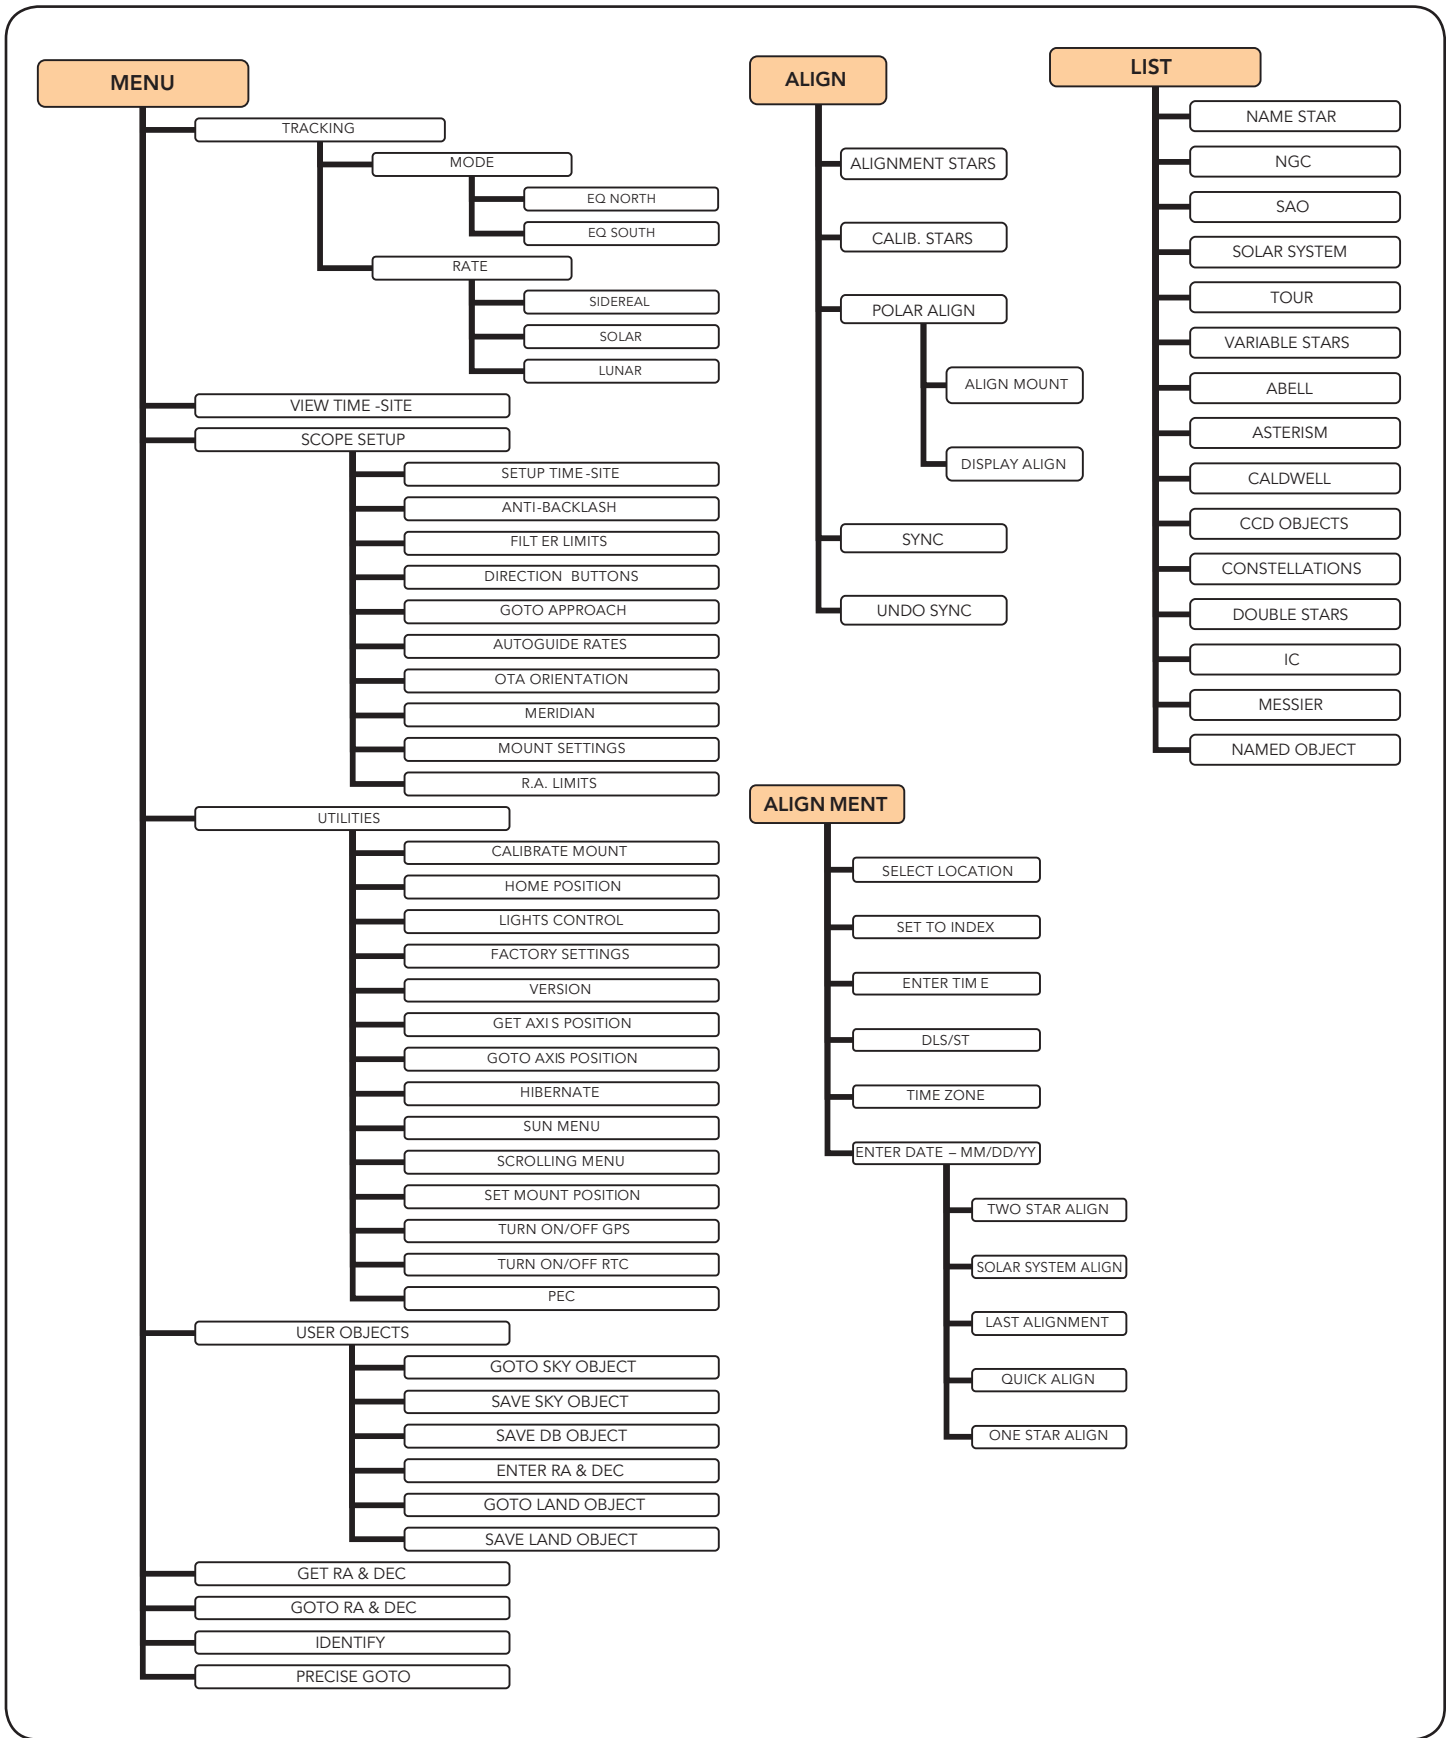 MENU
TRACKING
MODE
EQ NORTH
EQ SOUTH
RATE
SIDEREAL
SOLAR
LUNAR
VIEW TIME -SITE
SCOPE SETUP
SETUP TIME-SITE
ANTI-BACKLASH
FILT ER LIMITS
DIRECTION BUTTONS
GOTO APPROACH
AUTOGUIDE RATES
OTA ORIENTATION
MERIDIAN
MOUNT SETTINGS
R.A. LIMITS
UTILITIES
CALIBRATE MOUNT
HOME POSITION
LIGHTS CONTROL
FACTORY SETTINGS
VERSION
GET AXI S POSITION
GOTO AXIS POSITION
HIBERNATE
SUN MENU
SCROLLING MENU
SET MOUNT POSITION
TURN ON/OFF GPS
TURN ON/OFF RTC
PEC
USER OBJECTS
GOTO SKY OBJECT
SAVE SKY OBJECT
SAVE DB OBJECT
ENTER RA & DEC
GOTO LAND OBJECT
SAVE LAND OBJECT
GET RA & DEC
GOTO RA & DEC
IDENTIFY
PRECISE GOTO
ALIGN
ALIGNMENT STARS
CALIB. STARS
POLAR ALIGN
ALIGN MOUNT
DISPLAY ALIGN
SYNC
UNDO SYNC
ALIGN MENT
SELECT LOCATION
SET TO INDEX
ENTER TIM E
DLS/ST
TIME ZONE
ENTER DATE – MM/DD/YY
TWO STAR ALIGN
SOLAR SYSTEM ALIGN
LAST ALIGNMENT
QUICK ALIGN
ONE STAR ALIGN
LIST
NAME STAR
NGC
SAO
SOLAR SYSTEM
TOUR
VARIABLE STARS
ABELL
ASTERISM
CALDWELL
CCD OBJECTS
CONSTELLATIONS
DOUBLE STARS
IC
MESSIER
NAMED OBJECT